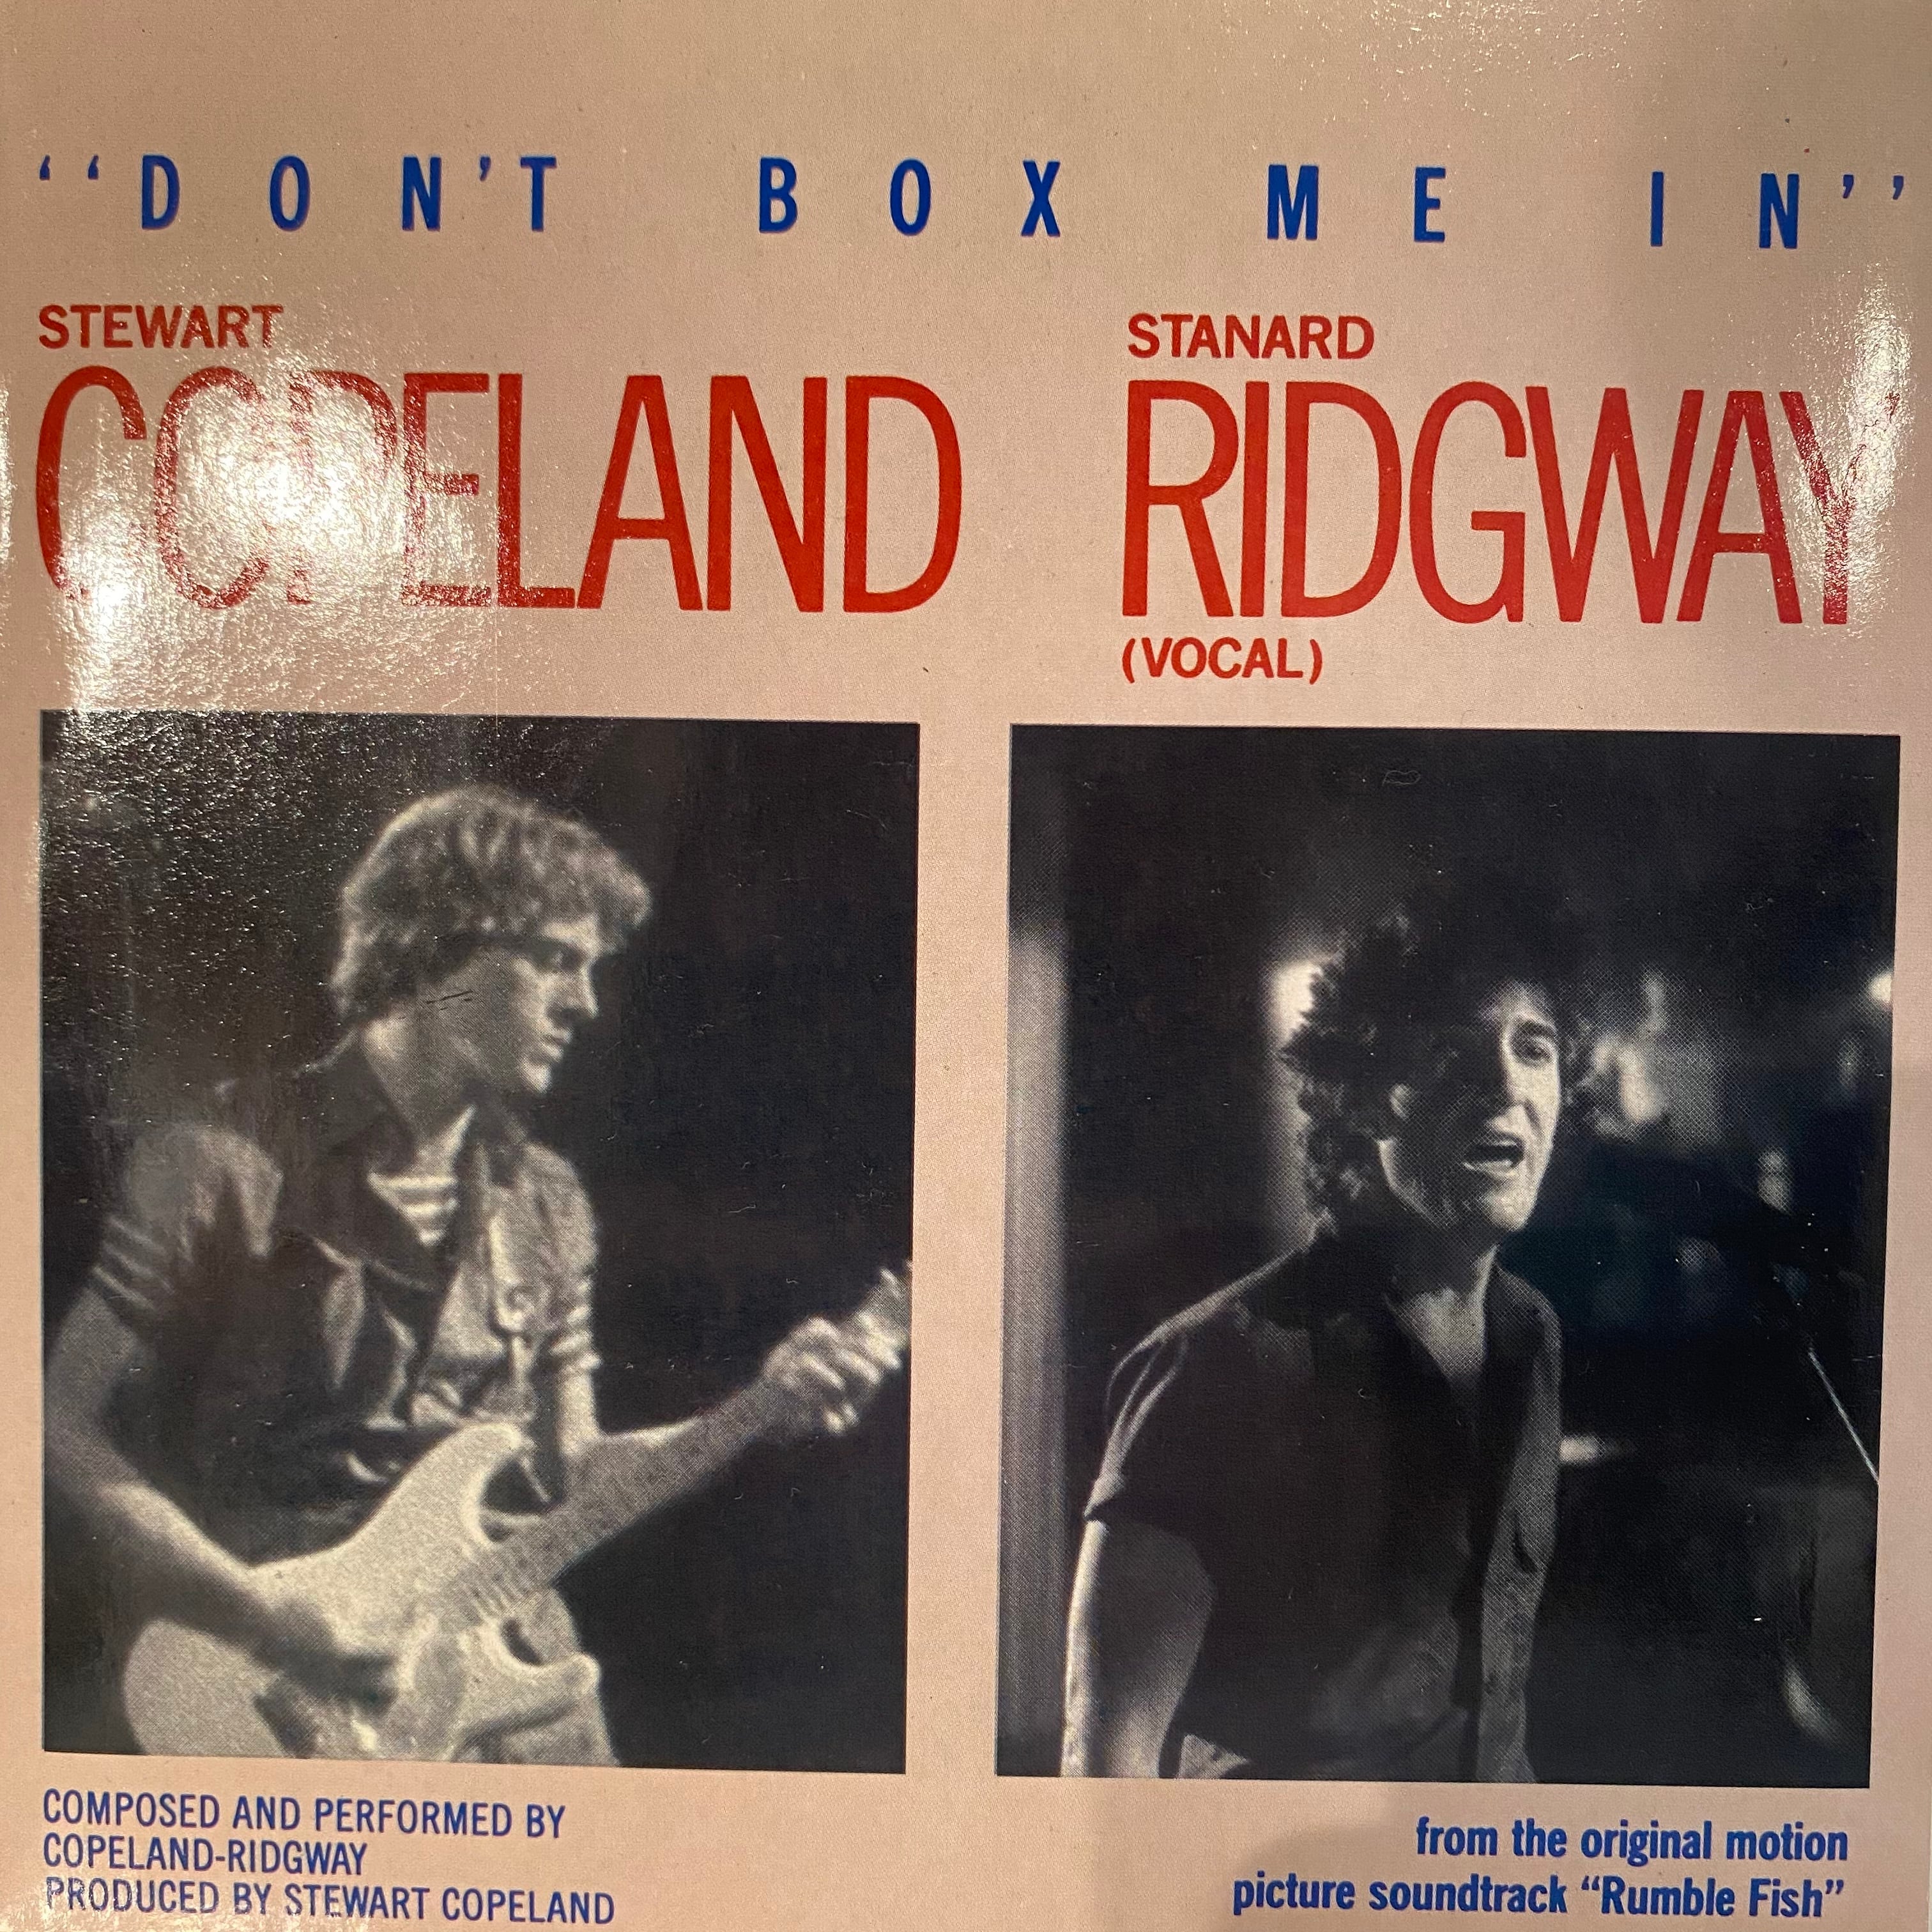 ‘‘DON’T BOX ME IN’’
STEWART
COPELAND
STANARD
RIDGWAY
(VOCAL)
COMPOSED AND PERFORMED BY
COPELAND-RIDGWAY
PRODUCED BY STEWART COPELAND
from the original motion
picture soundtrack “Rumble Fish”